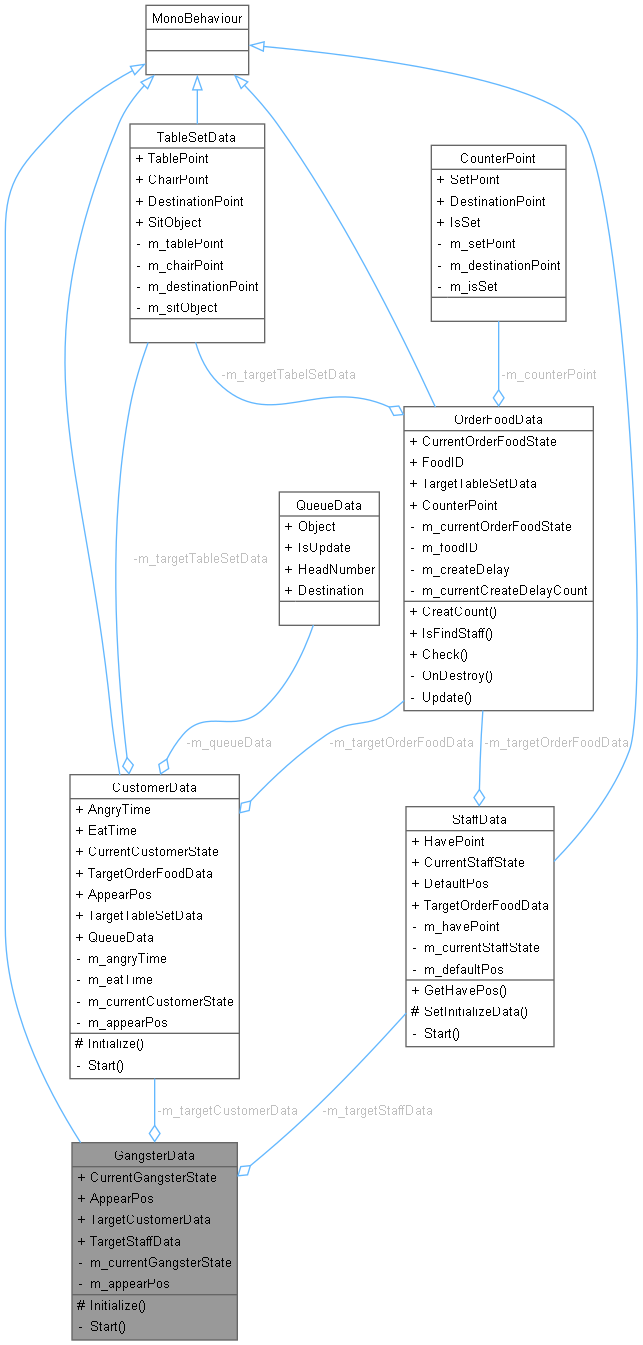 MonoBehaviour
TableSetData
+ TablePoint
+ ChairPoint
+ DestinationPoint
+ SitObject
- m_tablePoint
- m_chairPoint
- m_destinationPoint
- m_sitObject
CounterPoint
+ SetPoint
+ DestinationPoint
+ IsSet
- m_setPoint
- m_destinationPoint
- m_isSet
-m_targetTabelSetData
-m_counterPoint
OrderFoodData
+ CurrentOrderFoodState
+ FoodID
+ TargetTableSetData
+ CounterPoint
- m_currentOrderFoodState
- m_foodID
- m_createDelay
- m_currentCreateDelayCount
+ CreatCount()
+ IsFindStaff()
+ Check()
- OnDestroy()
- Update()
QueueData
+ Object
+ IsUpdate
+ HeadNumber
+ Destination
-m_targetTableSetData
-m_queueData
-m_targetOrderFoodData
-m_targetOrderFoodData
CustomerData
+ AngryTime
+ EatTime
+ CurrentCustomerState
+ TargetOrderFoodData
+ AppearPos
+ TargetTableSetData
+ QueueData
- m_angryTime
- m_eatTime
- m_currentCustomerState
- m_appearPos
# Initialize()
- Start()
StaffData
+ HavePoint
+ CurrentStaffState
+ DefaultPos
+ TargetOrderFoodData
- m_havePoint
- m_currentStaffState
- m_defaultPos
+ GetHavePos()
# SetInitializeData()
- Start()
-m_targetCustomerData
-m_targetStaffData
GangsterData
+ CurrentGangsterState
+ AppearPos
+ TargetCustomerData
+ TargetStaffData
- m_currentGangsterState
- m_appearPos
# Initialize()
- Start()